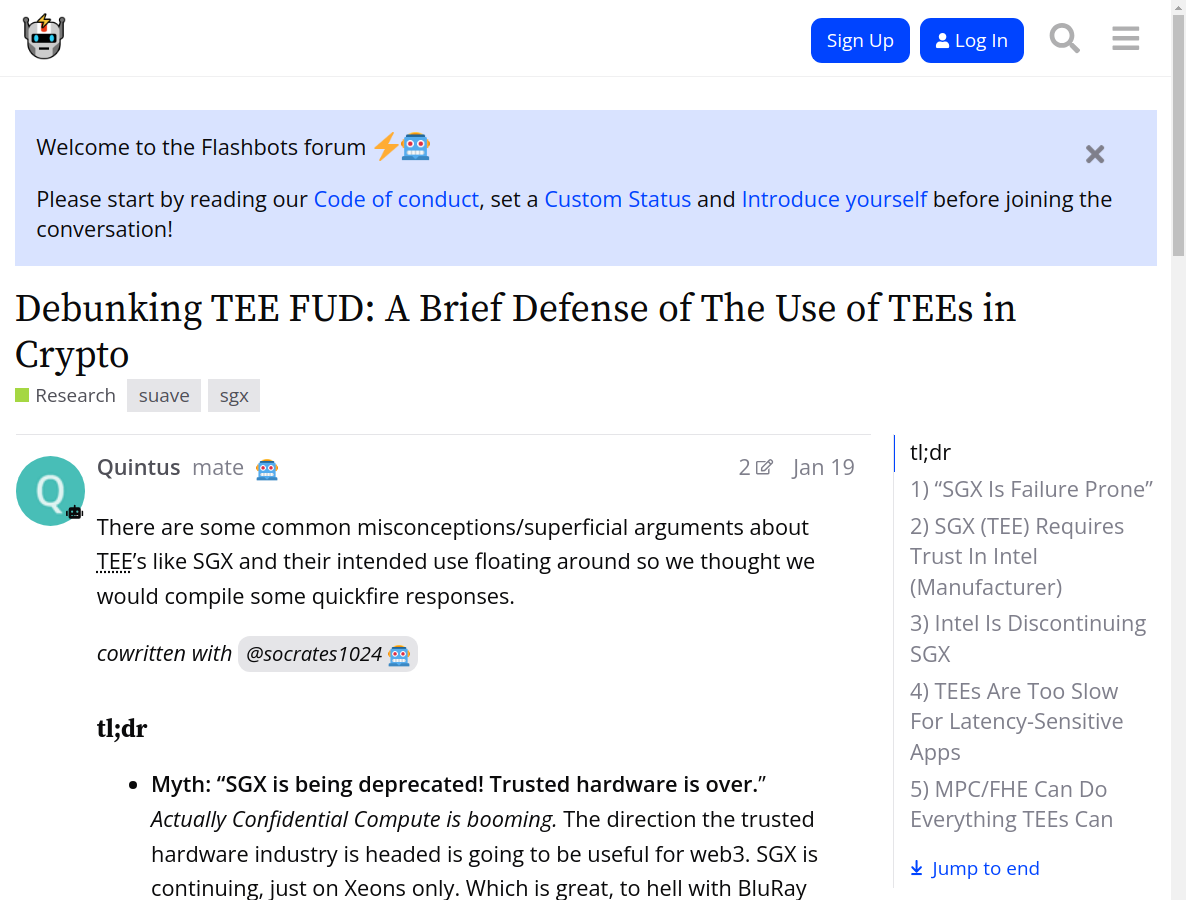 Sign Up
Log In
Welcome to the Flashbots forum
Please start by reading our Code of conduct, set a Custom Status and Introduce yourself before joining the
conversation!
Debunking TEE FUD: A Brief Defense of The Use of TEEs in
Crypto
Research suave sgx
Q
Quintus mate 2 Jan 19
There are some common misconceptions/superficial arguments about
TEE’s like SGX and their intended use floating around so we thought we
would compile some quickfire responses.
cowritten with @socrates1024
tl;dr
• Myth: “SGX is being deprecated! Trusted hardware is over.”
Actually Confidential Compute is booming. The direction the trusted
hardware industry is headed is going to be useful for web3. SGX is
continuing, just on Xeons only. Which is great, to hell with BluRay
tl;dr
1) “SGX Is Failure Prone”
2) SGX (TEE) Requires
Trust In Intel
(Manufacturer)
3) Intel Is Discontinuing
SGX
4) TEEs Are Too Slow
For Latency-Sensitive
Apps
5) MPC/FHE Can Do
Everything TEEs Can
Jump to end